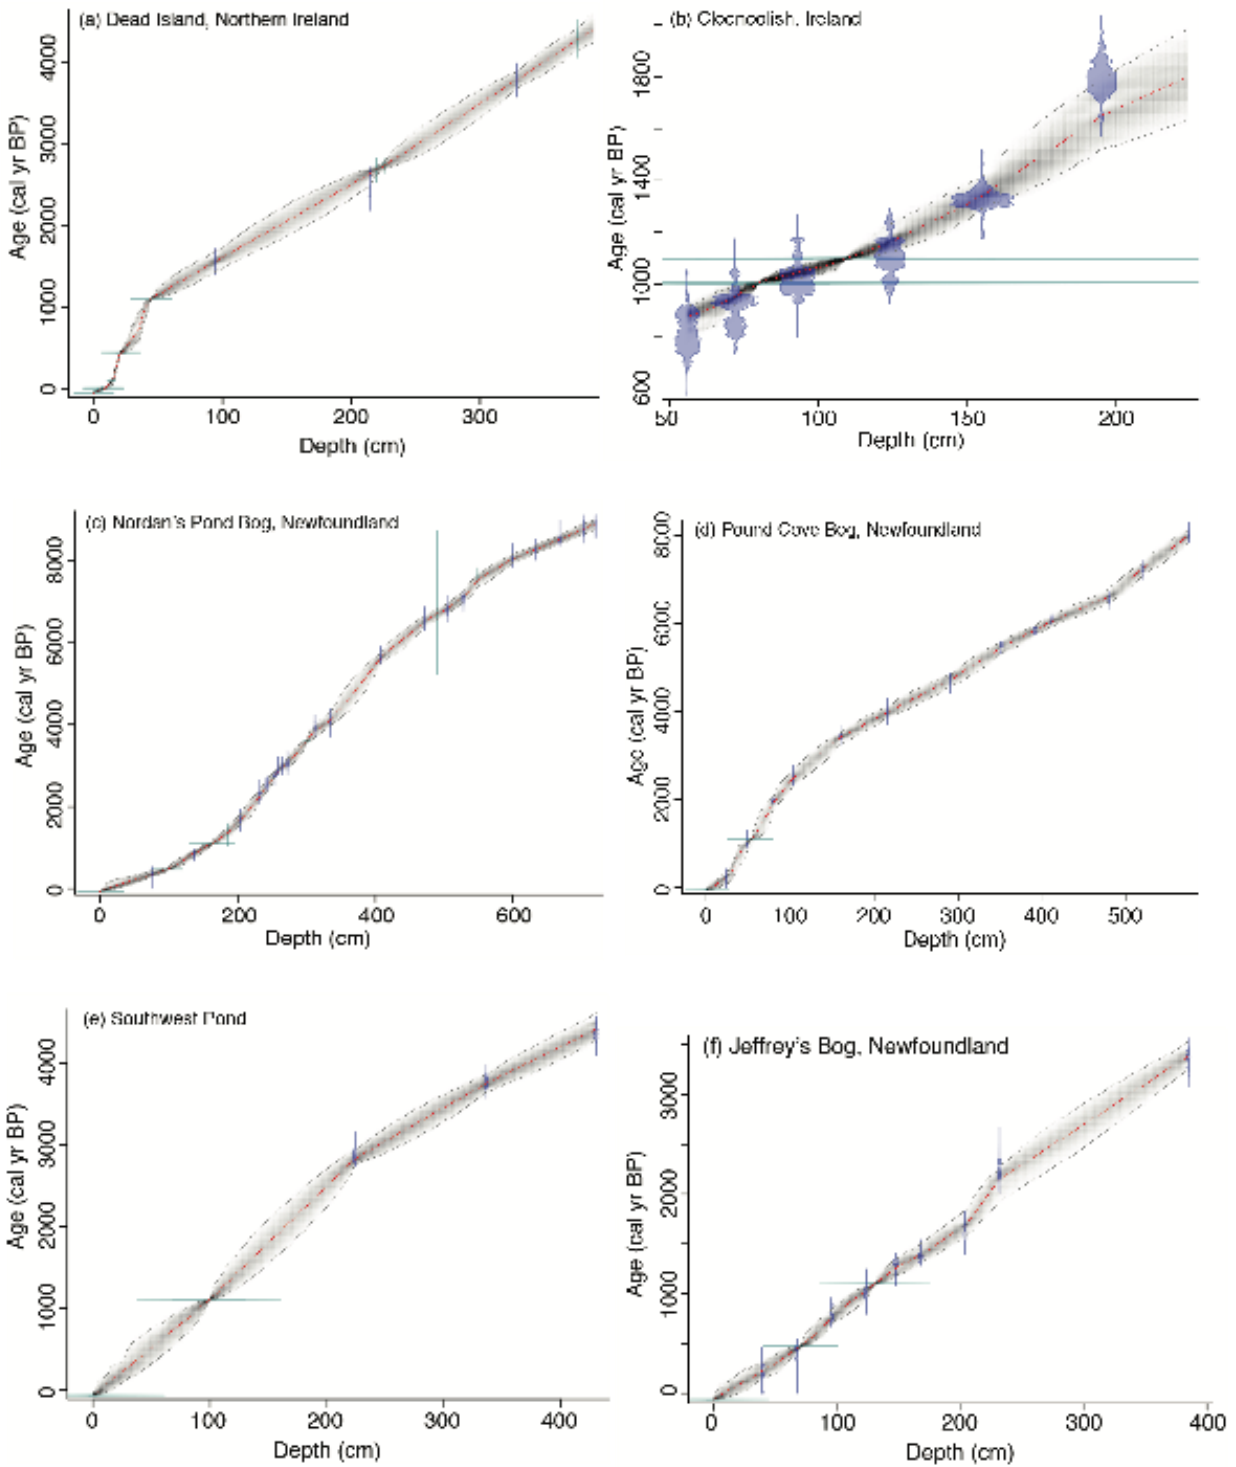 (a) Dead Island, Northern Ireland
Age (cal yr BP)
4000
3000
2000
1000
0
0 100 200 300
Depth (cm)
(b) Cloonoolish, Ireland
Age (cal yr BP)
1800
1400
1000
600
50 100 150 200
Depth (cm)
(c) Nordan's Pond Bog, Newfoundland
Age (cal yr BP)
8000
6000
4000
2000
0
0 200 400 600
Depth (cm)
(d) Pound Cove Bog, Newfoundland
Age (cal yr BP)
8000
6000
4000
2000
0
0 100 200 300 400 500
Depth (cm)
(e) Southwest Pond
Age (cal yr BP)
4000
3000
2000
1000
0
0 100 200 300 400
Depth (cm)
(f) Jeffrey's Bog, Newfoundland
Age (cal yr BP)
3000
2000
1000
0
0 100 200 300 400
Depth (cm)